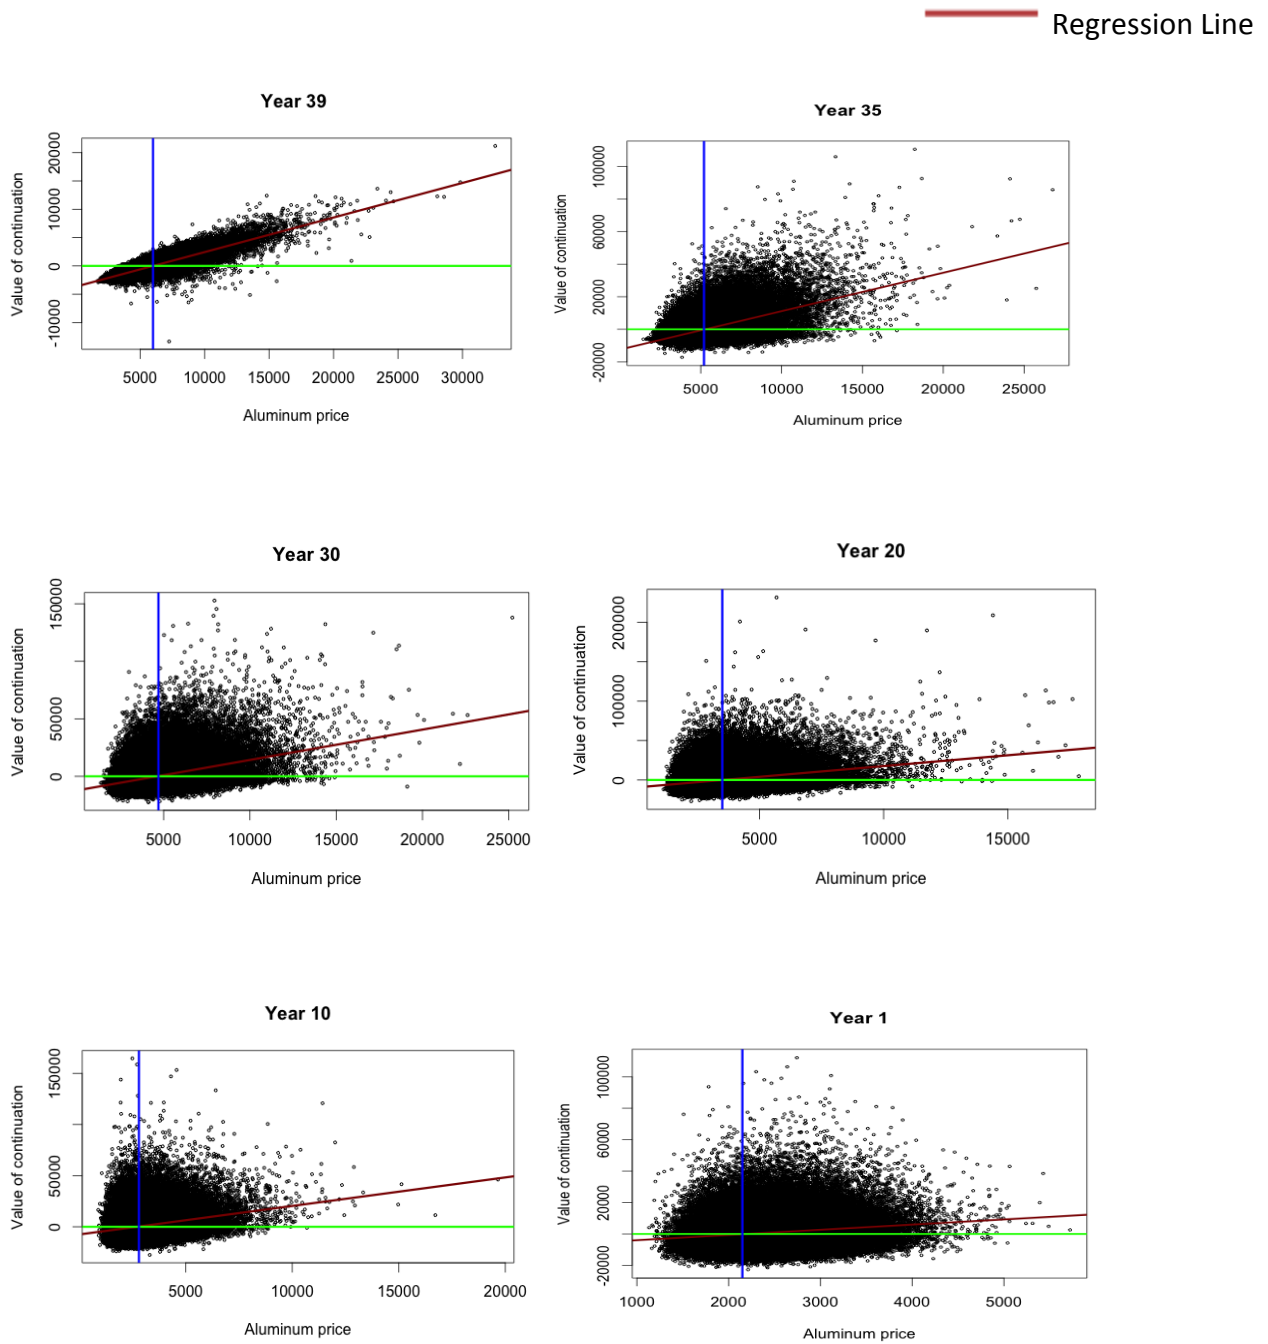 Regression Line
Year 39
Value of continuation
20000
10000
0
-10000
5000 10000 15000 20000 25000 30000
Aluminum price
Year 35
Value of continuation
100000
60000
20000
-20000
5000 10000 15000 20000 25000
Aluminum price
Year 30
Value of continuation
150000
50000
0
5000 10000 15000 20000 25000
Aluminum price
Year 20
Value of continuation
200000
100000
0
5000 10000 15000
Aluminum price
Year 10
Value of continuation
150000
50000
0
5000 10000 15000 20000
Aluminum price
Year 1
Value of continuation
100000
60000
20000
-20000
1000 2000 3000 4000 5000
Aluminum price